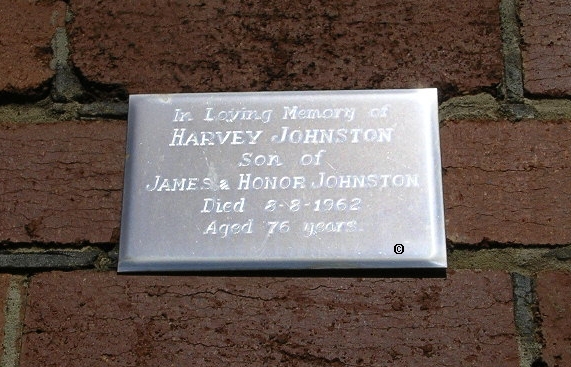 In Loving Memory of
HARVEY JOHNSTON
Son of
JAMES & HONOR JOHNSTON
Died 8-8-1962
Aged 76 years.
©